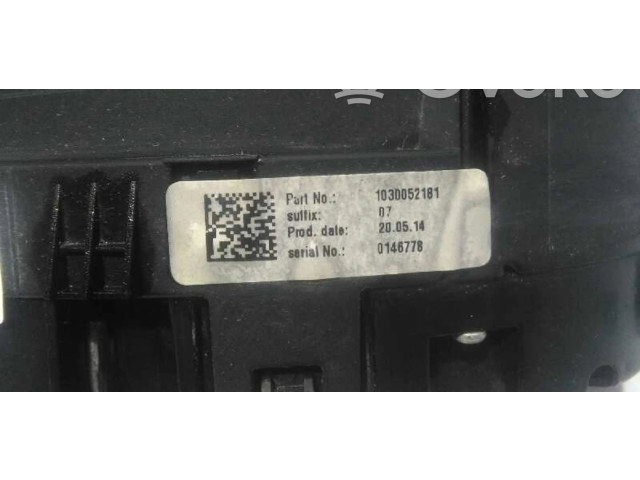 Part No.: 1030052181
suffix: 07
Prod. date: 20.05.14
serial No.: 0146778